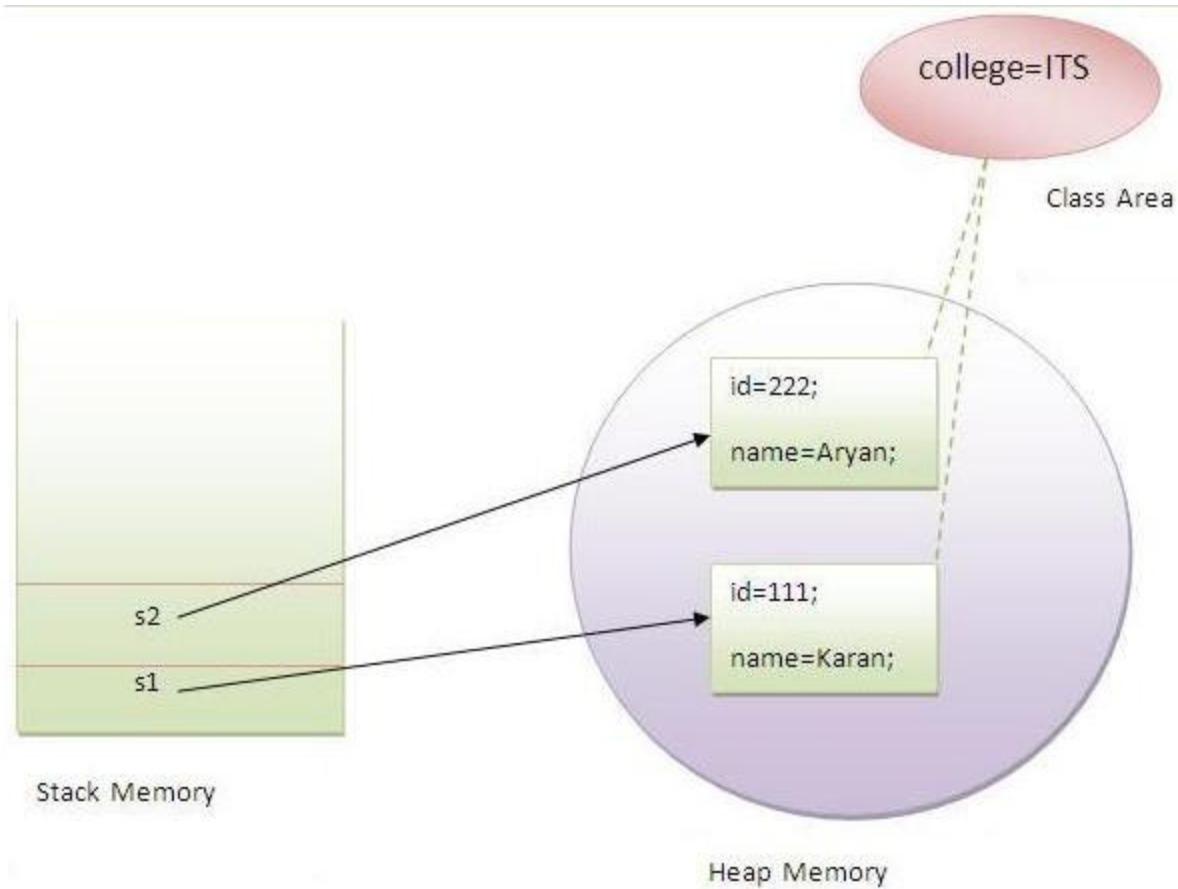 college=ITS
Class Area
id=222;
name=Aryan;
s2
id=111;
name=Karan;
s1
Stack Memory
Heap Memory